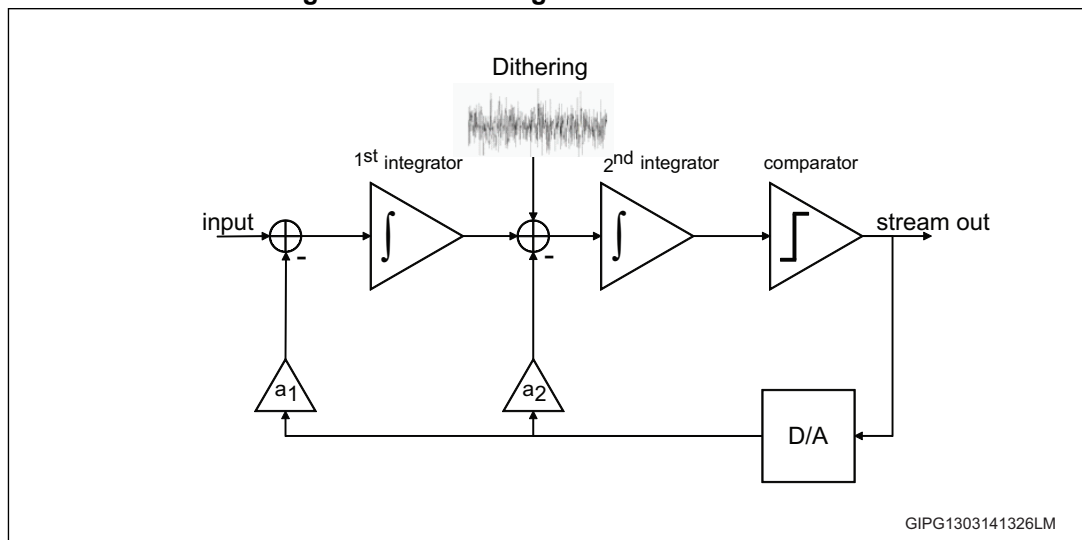 Dithering
1st integrator
2nd integrator
comparator
input
stream out
-
-
a1
a2
D/A
GIPG1303141326LM